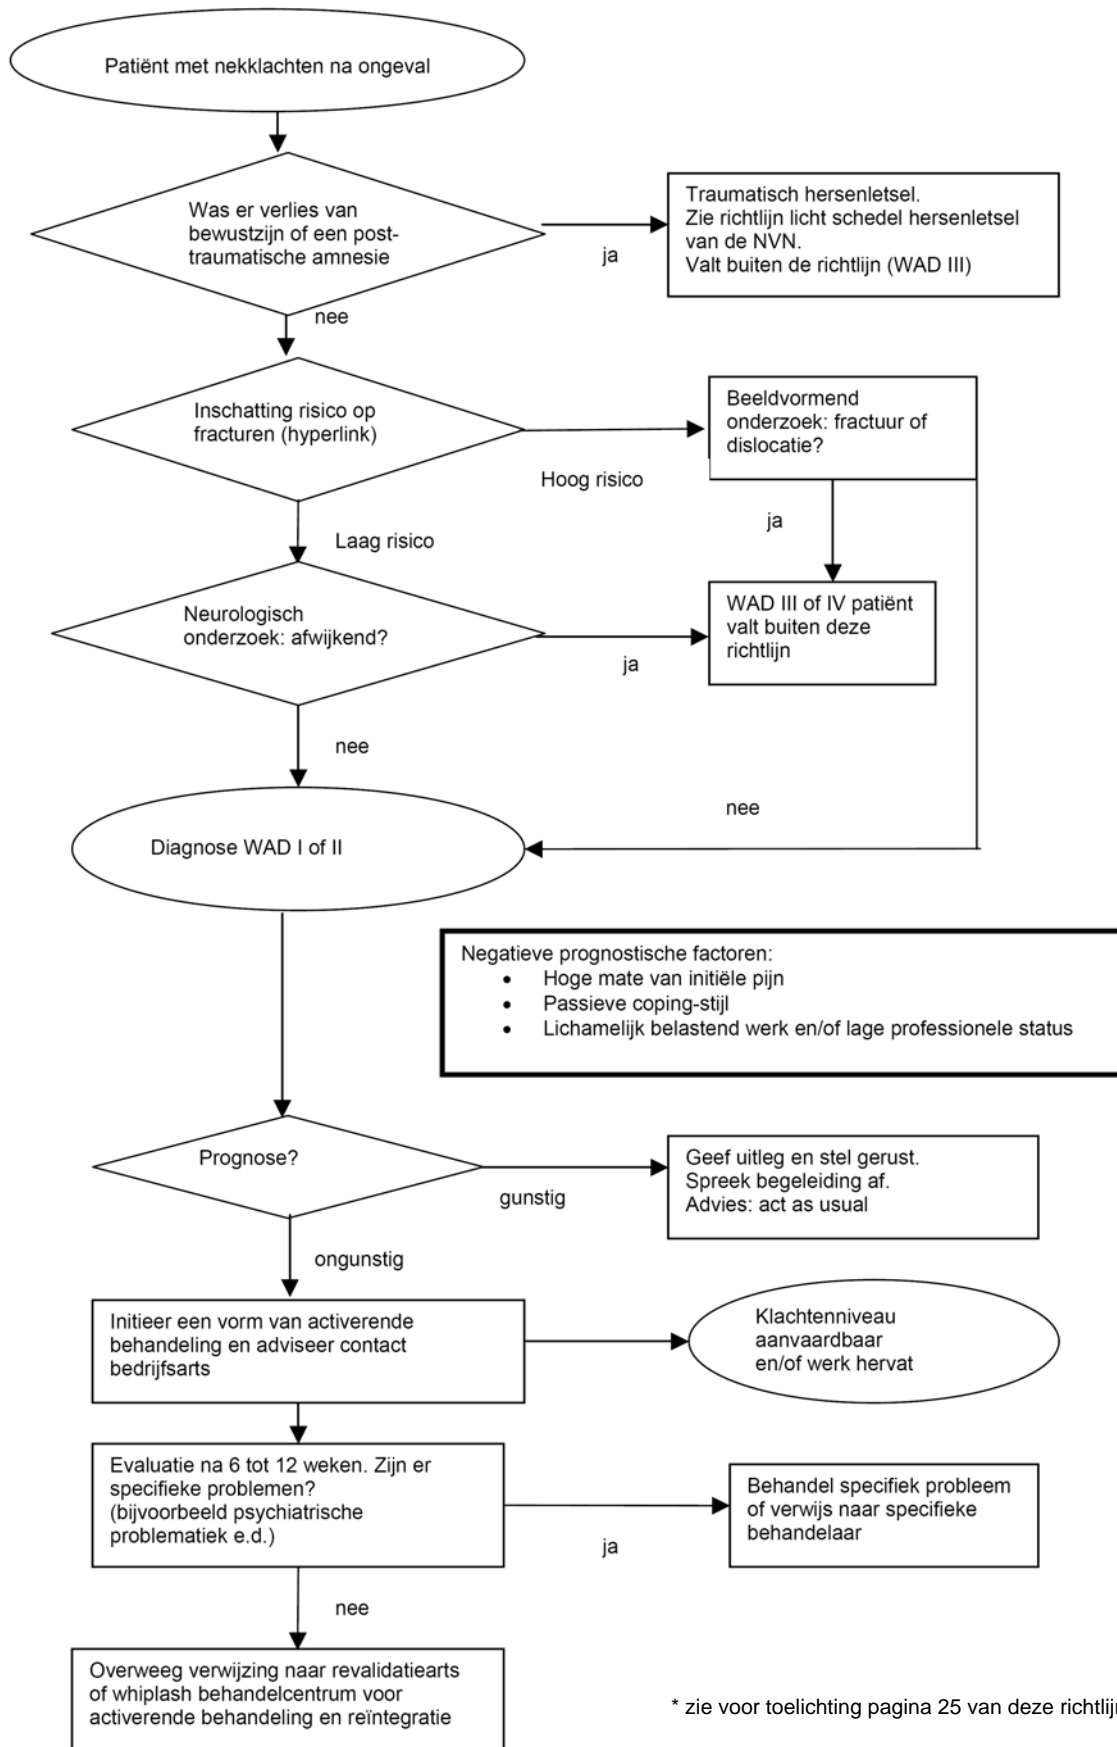 Patiënt met nekklachten na ongeval
Was er verlies van
bewustzijn of een post-
traumatische amnesie
ja
Traumatisch hersenletsel.
Zie richtlijn licht schedel hersenletsel
van de NVN.
Valt buiten de richtlijn (WAD III)
nee
Inschatting risico op
fracturen (hyperlink)
Hoog risico
Beeldvormend
onderzoek: fractuur of
dislocatie?
ja
Laag risico
Neurologisch
onderzoek: afwijkend?
ja
WAD III of IV patiënt
valt buiten deze
richtlijn
nee
nee
Diagnose WAD I of II
Negatieve prognostische factoren:
• Hoge mate van initiële pijn
• Passieve coping-stijl
• Lichamelijk belastend werk en/of lage professionele status
Prognose?
gunstig
Geef uitleg en stel gerust.
Spreek begeleiding af.
Advies: act as usual
ongunstig
Initieer een vorm van activerende
behandeling en adviseer contact
bedrijfsarts
Klachtenniveau
aanvaardbaar
en/of werk hervat
Evaluatie na 6 tot 12 weken. Zijn er
specifieke problemen?
(bijvoorbeeld psychiatrische
problematiek e.d.)
ja
Behandel specifiek probleem
of verwijs naar specifieke
behandelaar
nee
Overweeg verwijzing naar revalidatiearts
of whiplash behandelcentrum voor
activerende behandeling en reïntegratie
* zie voor toelichting pagina 25 van deze richtlijn